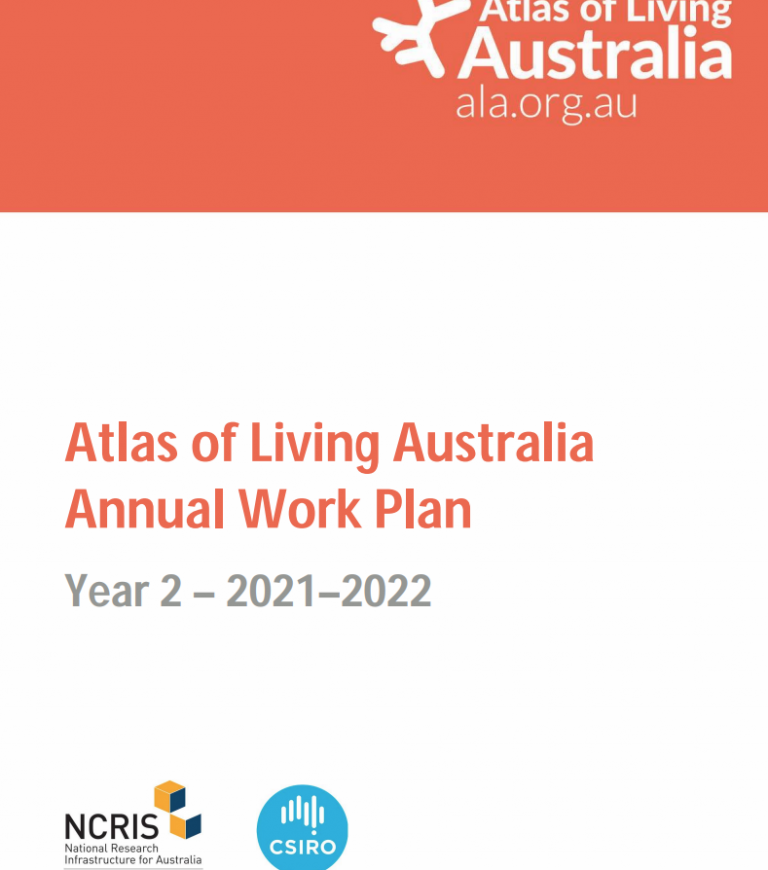 Atlas of Living
Australia
ala.org.au
Atlas of Living Australia
Annual Work Plan
Year 2 – 2021–2022
NCRIS
National Research
Infrastructure for Australia
CSIRO